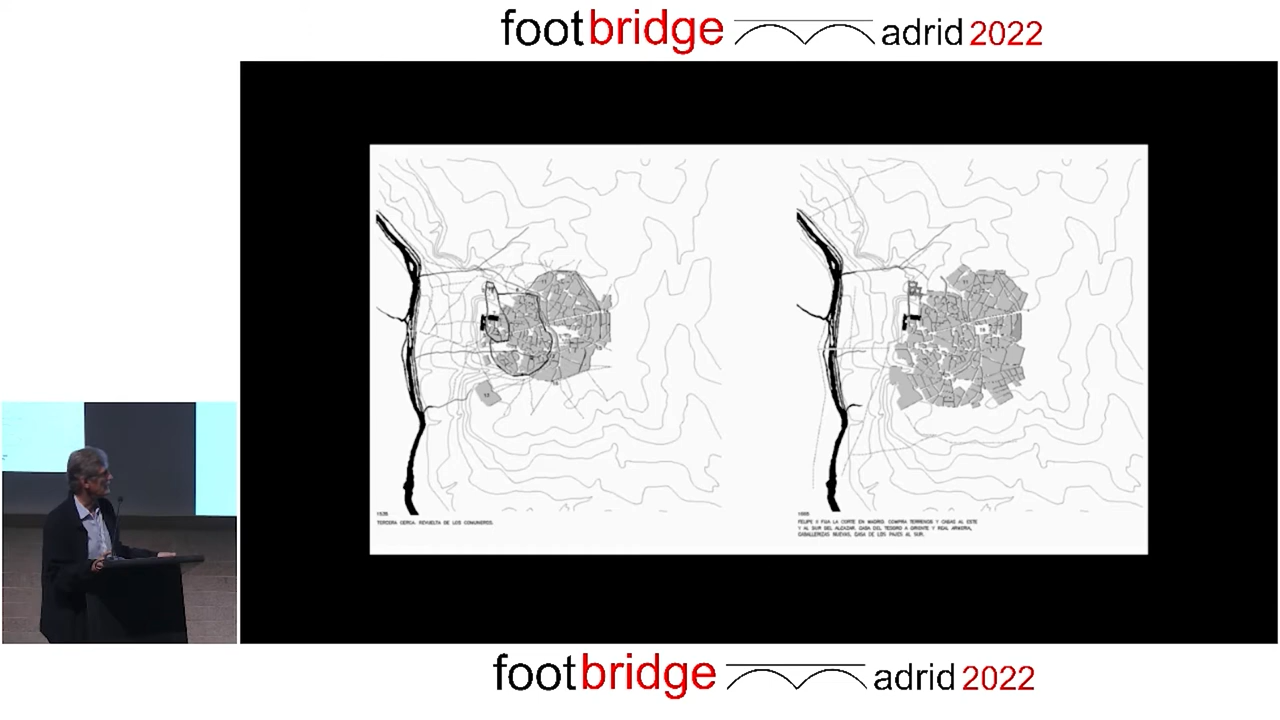 footbridge adrid 2022
1535
TERCERA CERCA. REVUELTA DE LOS COMUNEROS.
FELIPE II FIJA LA CORTE EN MADRID. COMPRA TERRENOS Y CASAS AL ESTE
Y AL SUR DEL ALCAZAR. CASA DEL TESORO A ORIENTE Y REAL ARMERIA,
CABALLERIZAS NUEVAS, CASA DE LOS PAJES AL SUR.
footbridge adrid 2022